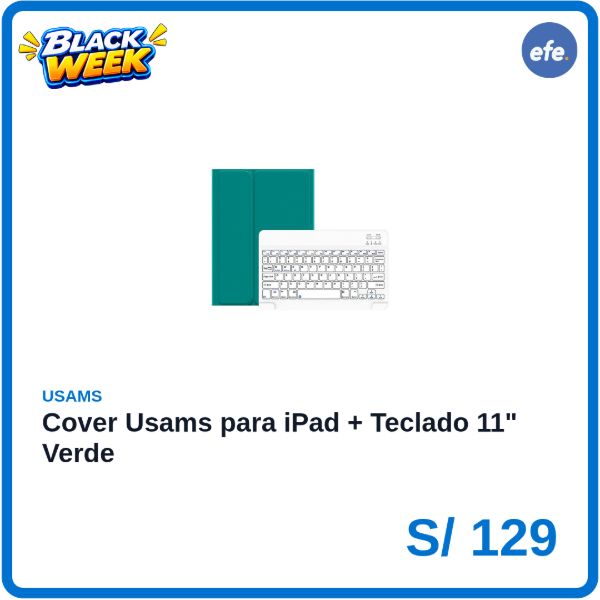 BLACK
WEEK
efe.
USAMS
Cover Usams para iPad + Teclado 11"
Verde
S/ 129